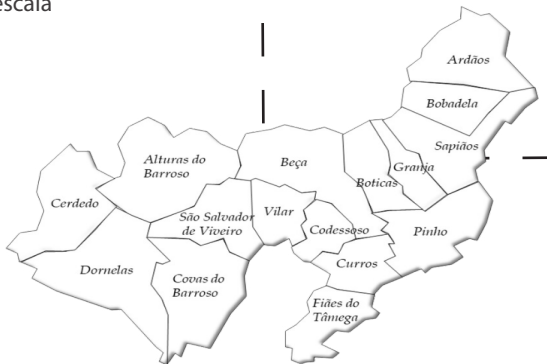 escala
Ardãos
Bobadela
Sapiãos
Alturas do
Barroso
Beça
Granja
Boticas
Cerdedo
São Salvador
de Viveiro
Vilar
Codessoso
Pinho
Dornelas
Curros
Covas do
Barroso
Fiães do
Tâmega